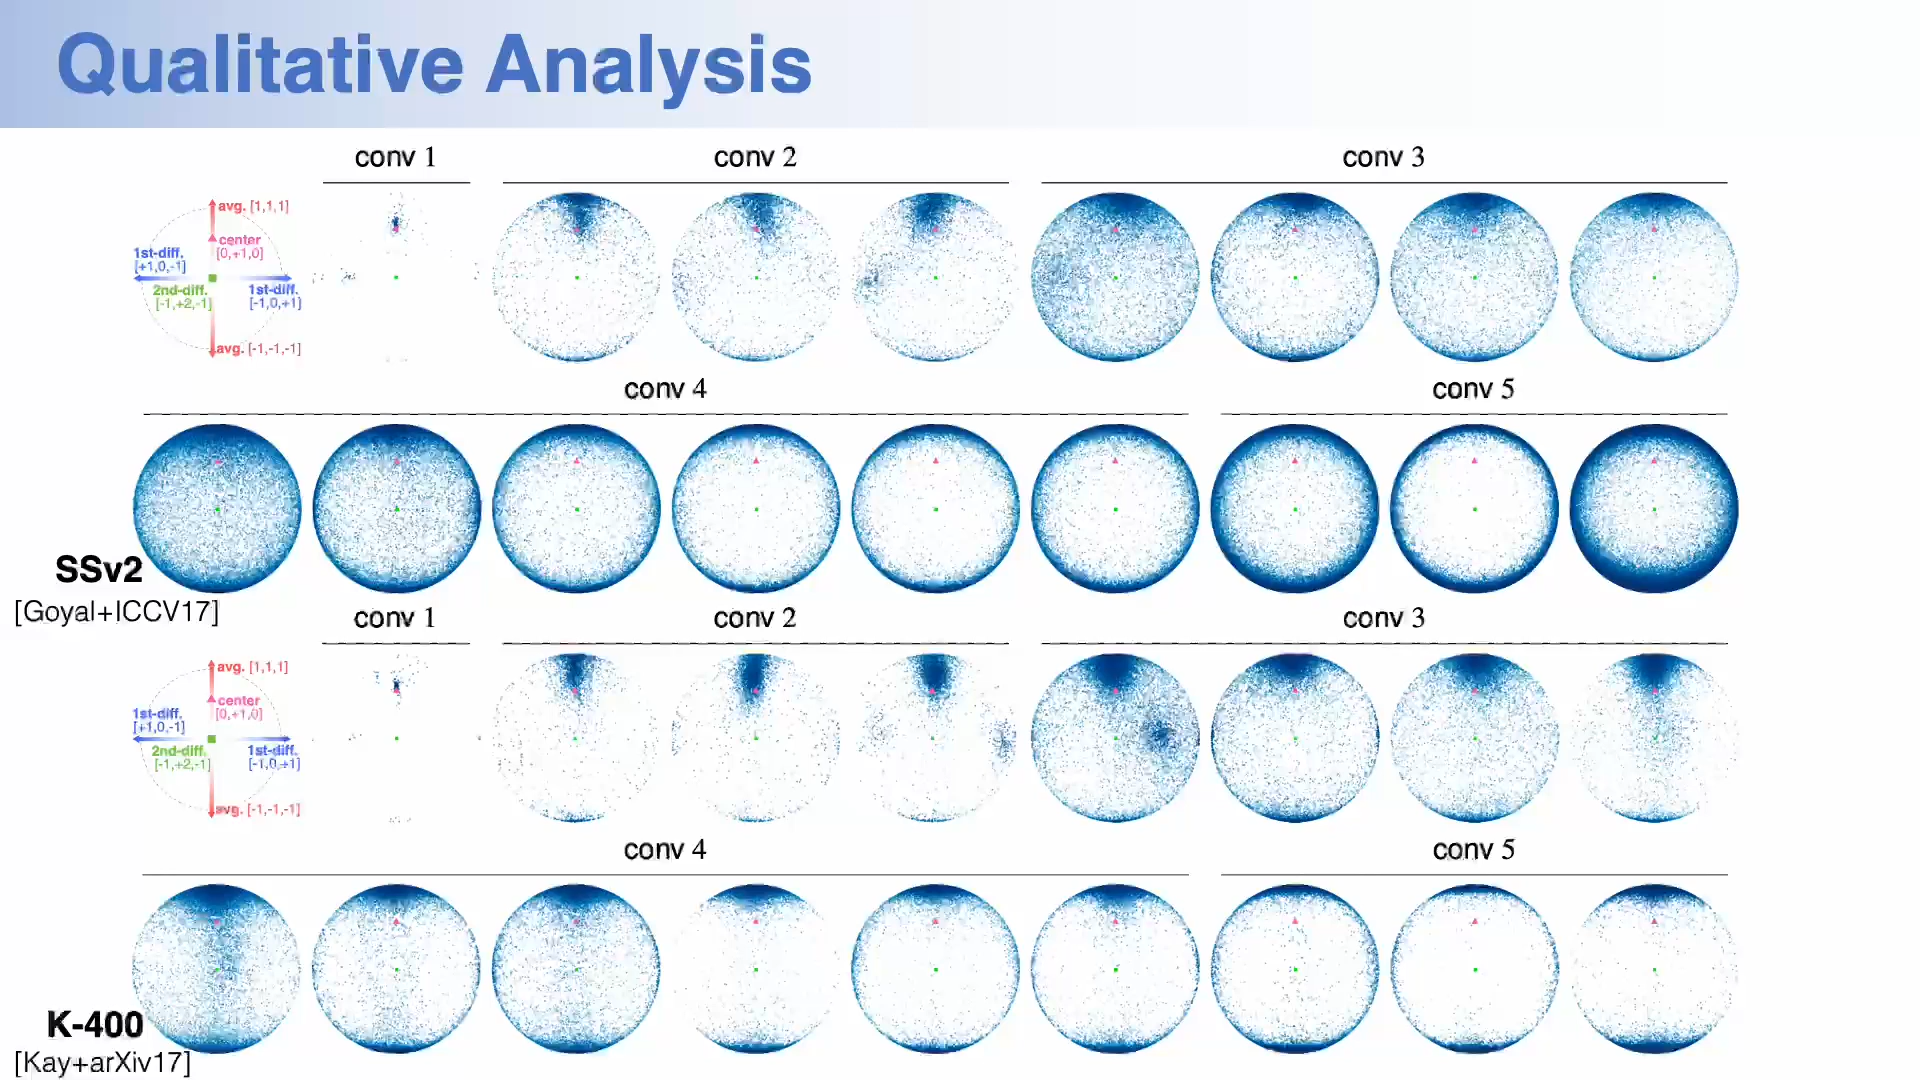 Qualitative Analysis
conv 1
conv 2
conv 3
avg. [1,1,1]
center
[0,+1,0]
1st-diff.
[+1,0,-1]
2nd-diff.
[-1,+2,-1]
1st-diff.
[-1,0,+1]
avg. [-1,-1,-1]
conv 4
conv 5
SSv2
[Goyal+ICCV17]
conv 1
conv 2
conv 3
avg. [1,1,1]
center
[0,+1,0]
1st-diff.
[+1,0,-1]
2nd-diff.
[-1,+2,-1]
1st-diff.
[-1,0,+1]
avg. [-1,-1,-1]
conv 4
conv 5
K-400
[Kay+arXiv17]